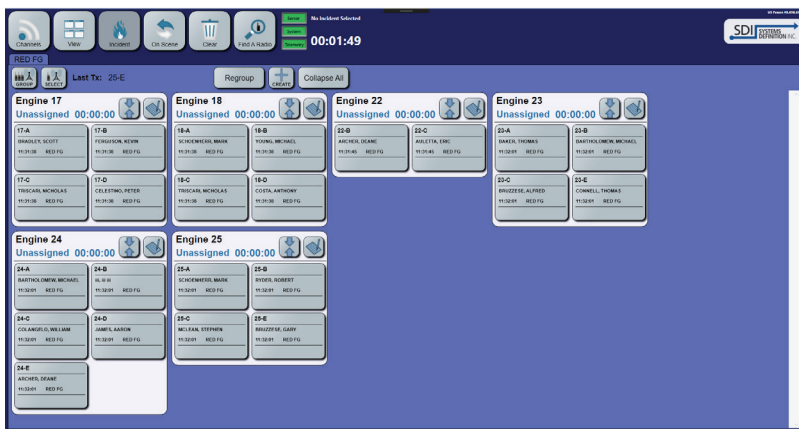 Server
No Incident Selected
System
Channels
View
Incident
On Scene
Clear
Find A Radio
Telemetry
00:01:49
SDI SYSTEMS DEFINITION INC.
RED FG
GROUP
SELECT
Last Tx: 25-E
Regroup
CREATE
Collapse All
Engine 17
Unassigned 00:00:00
17-A
BRADLEY, SCOTT
11:31:38 RED FG
17-B
FERGUSON, KEVIN
11:31:38 RED FG
17-C
TRISCARI, NICHOLAS
11:31:38 RED FG
17-D
CELESTINO, PETER
11:31:38 RED FG
Engine 18
Unassigned 00:00:00
18-A
SCHOENHERR, MARK
11:31:38 RED FG
18-B
YOUNG, MICHAEL
11:31:38 RED FG
18-C
TRISCARI, NICHOLAS
11:31:38 RED FG
18-D
COSTA, ANTHONY
11:31:38 RED FG
Engine 22
Unassigned 00:00:00
22-B
ARCHER, DEANE
11:31:45 RED FG
22-C
AULETTA, ERIC
11:31:45 RED FG
Engine 23
Unassigned 00:00:00
23-A
BAKER, THOMAS
11:32:01 RED FG
23-B
BARTHOLOMEW, MICHAEL
11:32:01 RED FG
23-C
BRUZZESE, ALFRED
11:32:01 RED FG
23-E
CONNELL, THOMAS
11:32:01 RED FG
Engine 24
Unassigned 00:00:00
24-A
BARTHOLOMEW, MICHAEL
11:32:01 RED FG
24-B
11:32:01 RED FG
24-C
COLANGELO, WILLIAM
11:32:01 RED FG
24-D
JAMES, AARON
11:32:01 RED FG
24-E
ARCHER, DEANE
11:32:01 RED FG
Engine 25
Unassigned 00:00:00
25-A
SCHOENHERR, MARK
11:32:01 RED FG
25-B
RYDER, ROBERT
11:32:01 RED FG
25-C
MCLEAN, STEPHEN
11:32:01 RED FG
25-E
BRUZZESE, GARY
11:32:01 RED FG